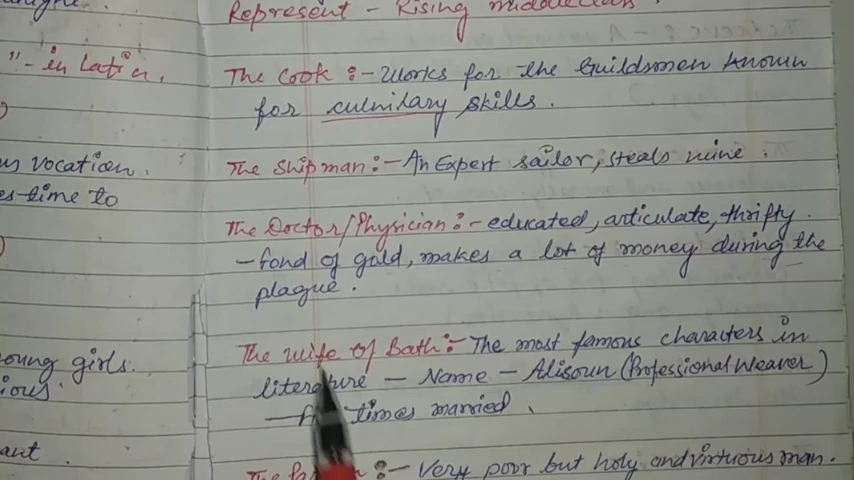 "- in Latin.
us vocation.
es time to
oung girls.
ious.
ant.
Represent - Rising middleclass.
The Cook :- Works for the Guildsmen known
for culnilary skills.
The Shipman :- An Expert sailor, steals wine.
The Doctor/Physician :- educated, articulate, thrifty.
- fond of gold, makes a lot of money during the
plague.
The wife of Bath :- The most famous characters in
literature - Name - Alisoun (Professional Weaver)
- times married.
The :- Very poor but holy and virtuous man.